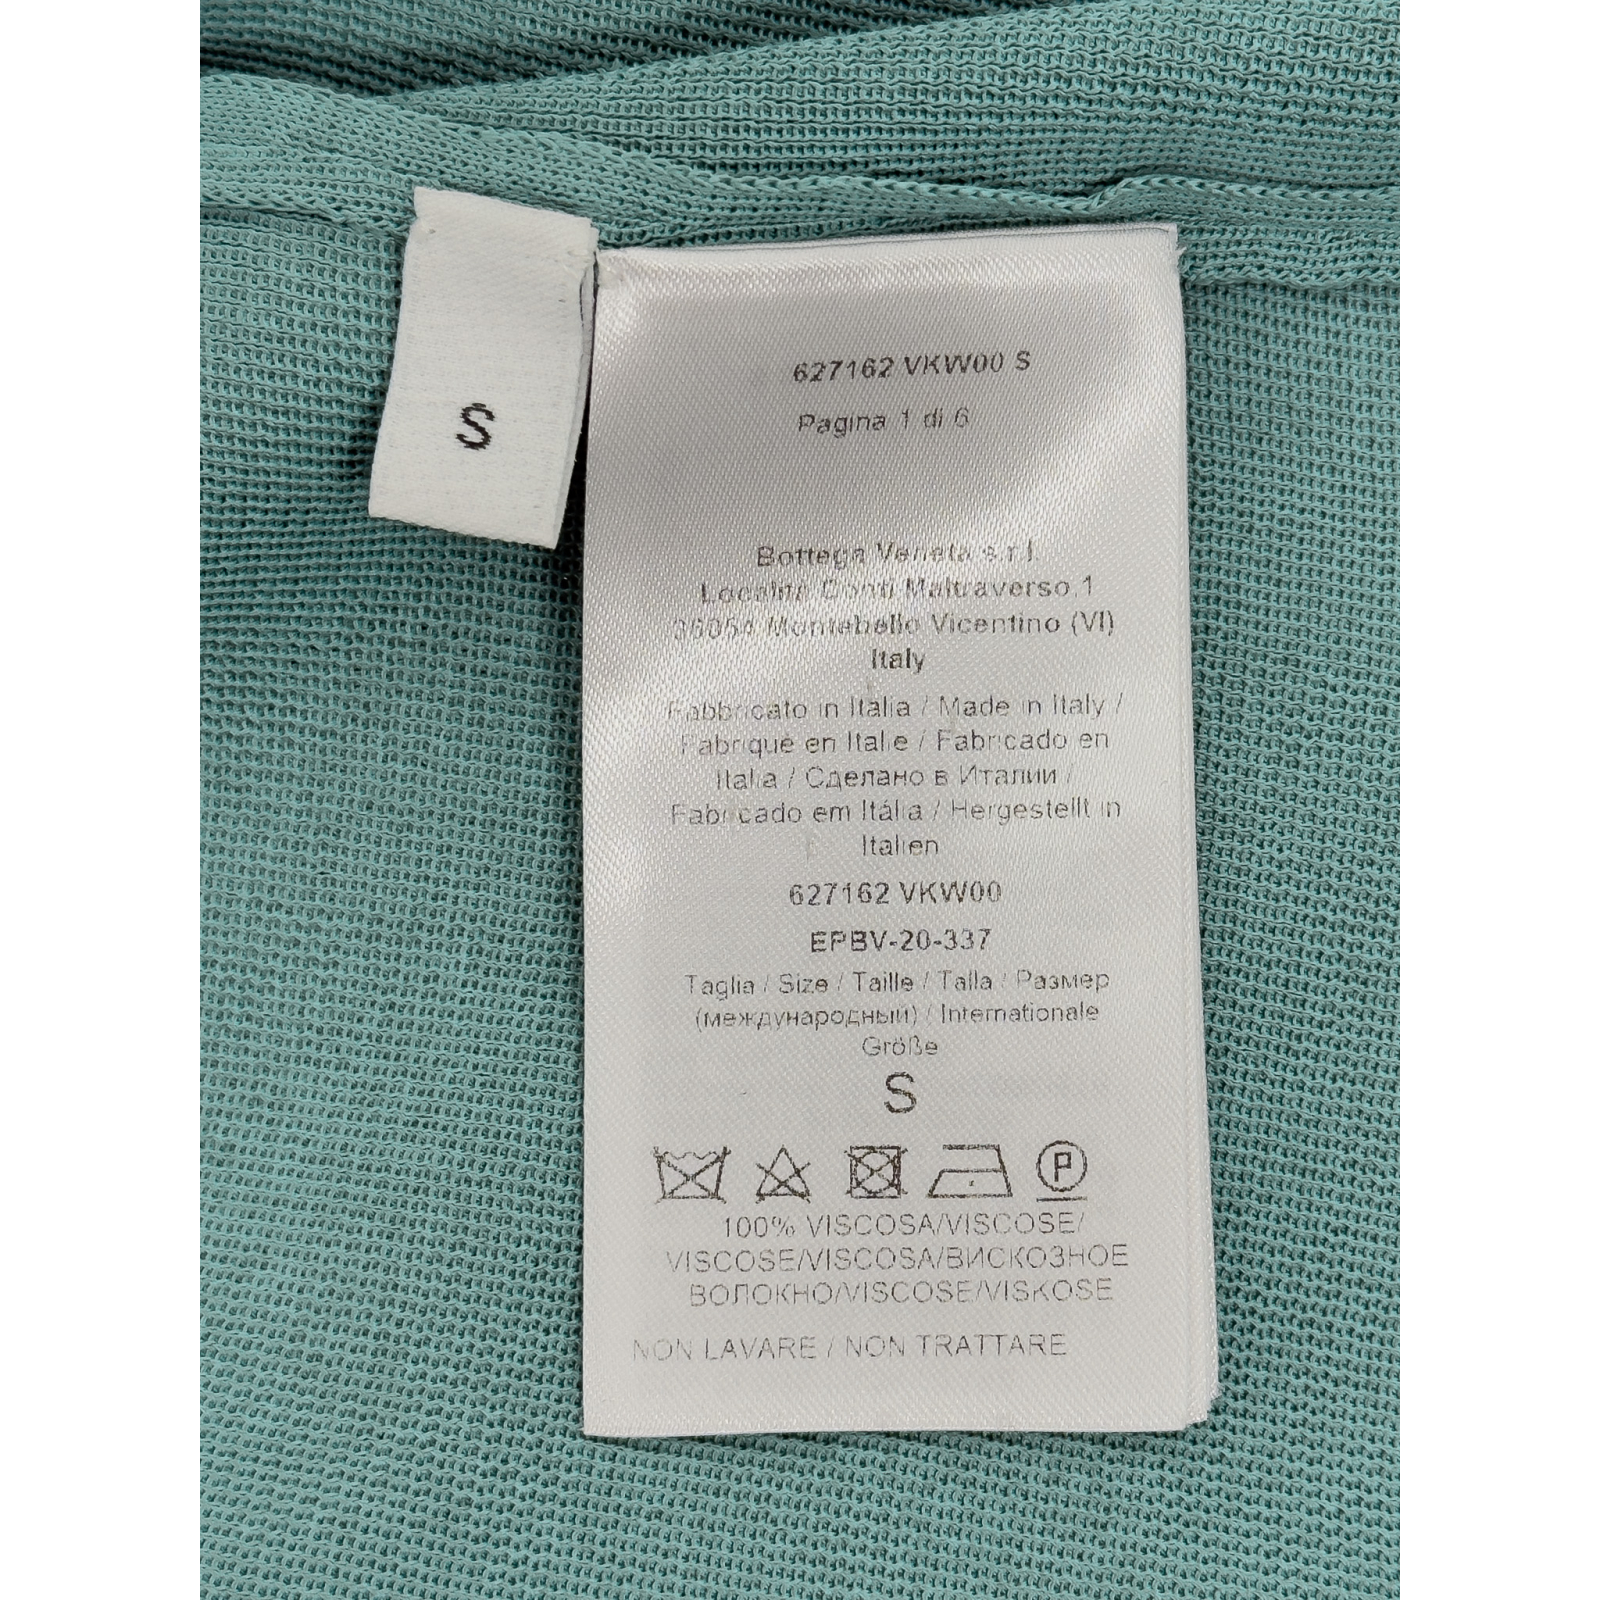 S
627162 VKW00 S
Pagina 1 di 6
Bottega Veneta s.r.l.
Località Conti Maltraverso,1
36054 Montebello Vicentino (VI)
Italy
Fabbricato in Italia / Made in Italy /
Fabriqué en Italie / Fabricado en
Italia / Сделано в Италии /
Fabricado em Itália / Hergestellt in
Italien
627162 VKW00
EPBV-20-337
Taglia / Size / Taille / Talla / Размер
(международный) / Internationale
Größe
S
P
100% VISCOSA/VISCOSE/
VISCOSE/VISCOSA/ВИСКОЗНОЕ
ВОЛОКНО/VISCOSE/VISKOSE
NON LAVARE / NON TRATTARE